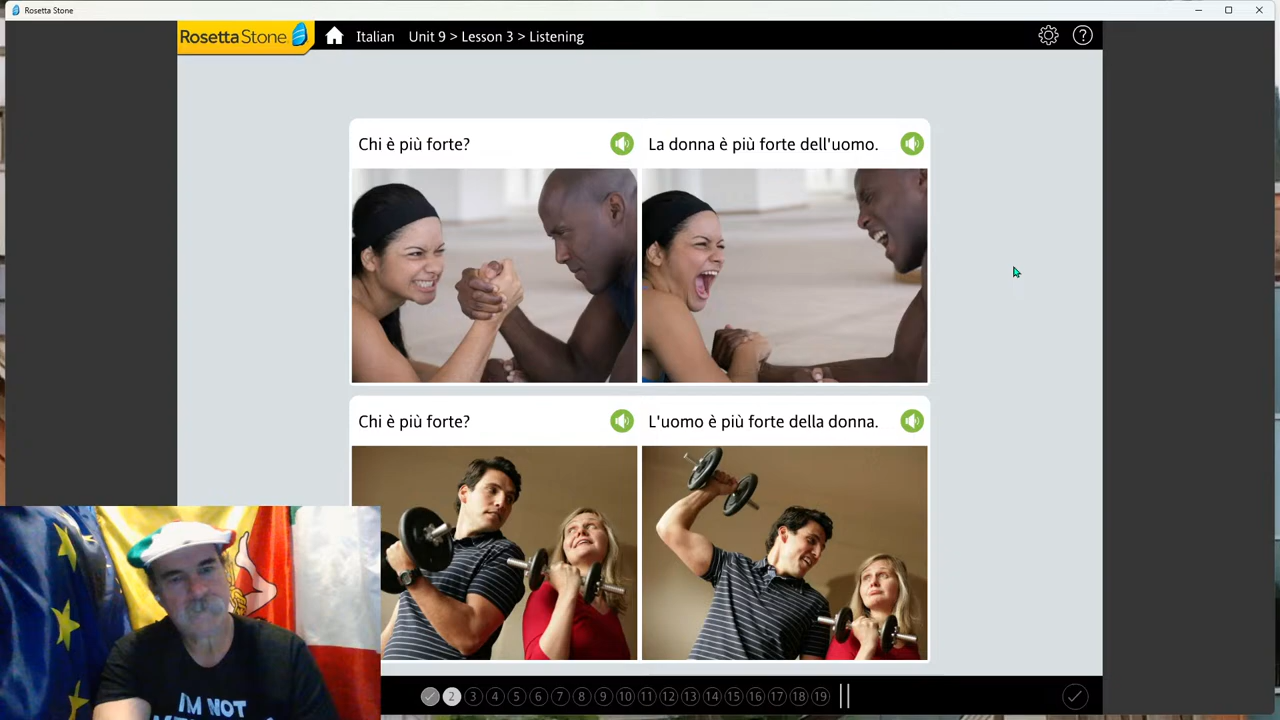 Rosetta Stone
RosettaStone
Italian Unit 9 > Lesson 3 > Listening
?
Chi è più forte?
La donna è più forte dell'uomo.
Chi è più forte?
L'uomo è più forte della donna.
I'M NOT
2 3 4 5 6 7 8 9 10 11 12 13 14 15 16 17 18 19